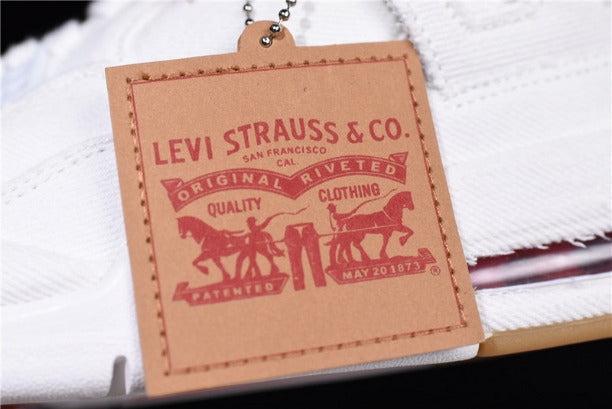 LEVI STRAUSS & CO.
SAN FRANCISCO
CAL.
ORIGINAL RIVETED
QUALITY CLOTHING
PATENTED MAY 20 1873 ®